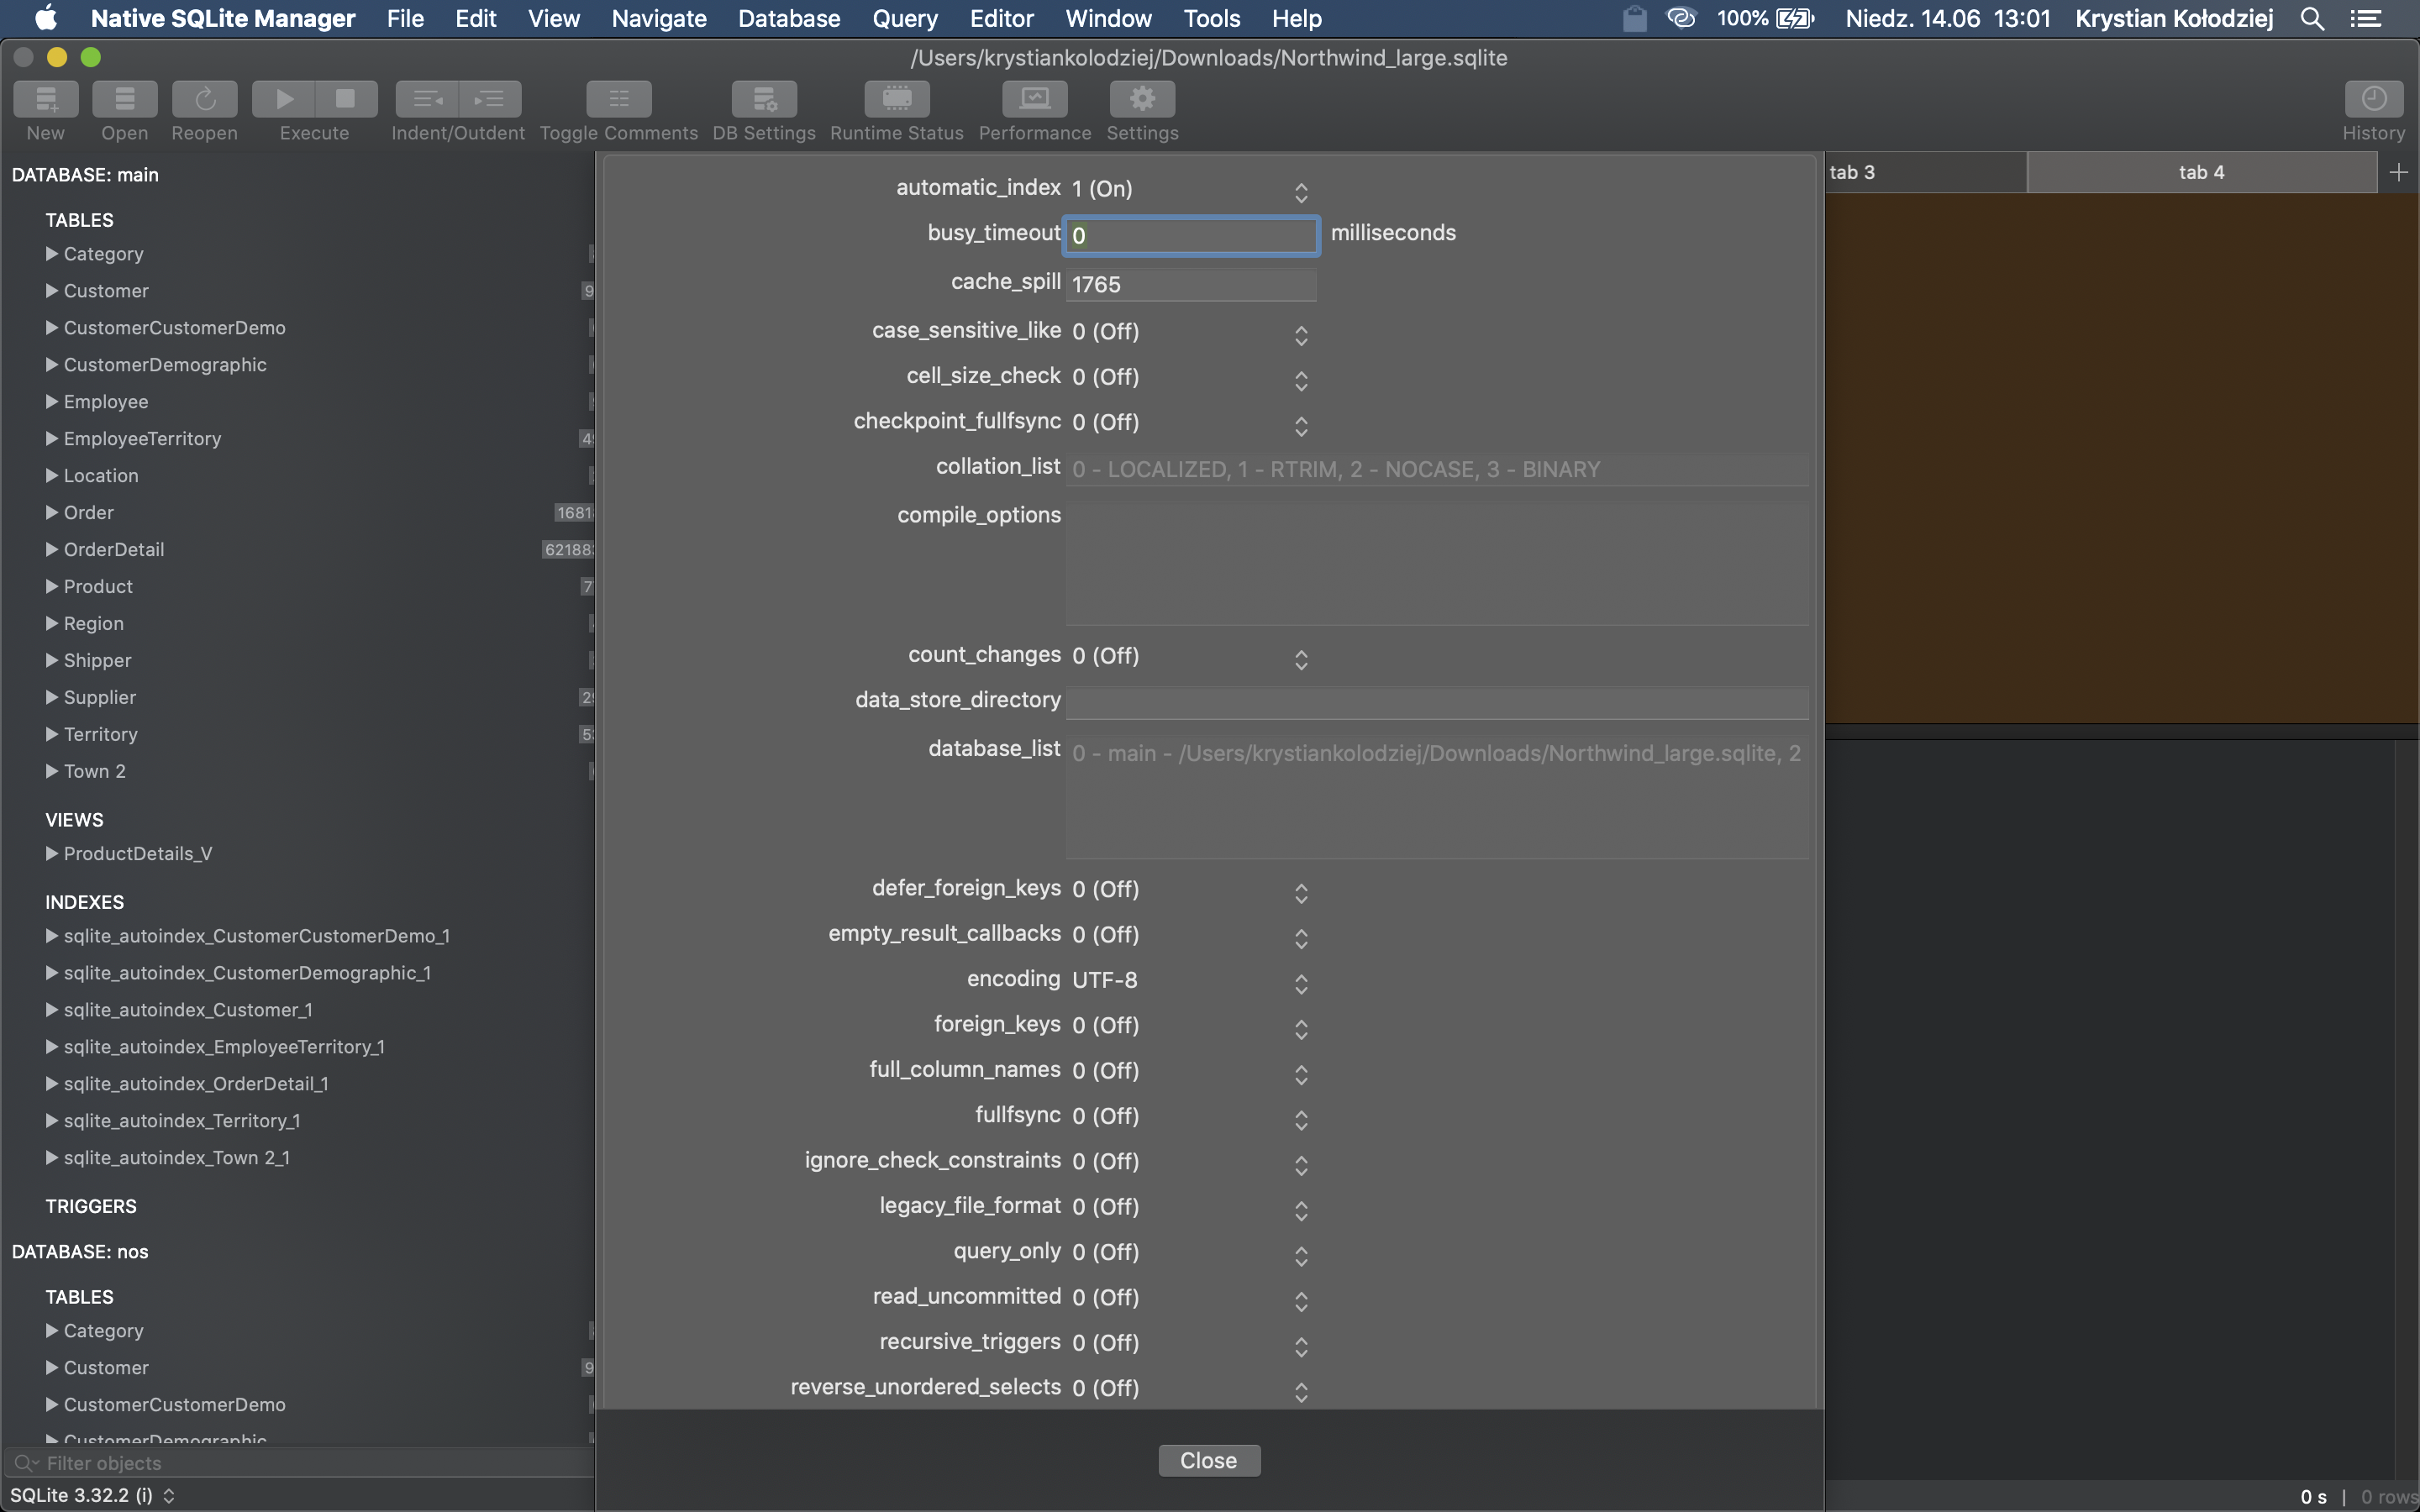 Native SQLite Manager File Edit View Navigate Database Query Editor Window Tools Help 100% Niedz. 14.06 13:01 Krystian Kołodziej
/Users/krystiankolodziej/Downloads/Northwind_large.sqlite
New Open Reopen Execute Indent/Outdent Toggle Comments DB Settings Runtime Status Performance Settings History
tab 3 tab 4
DATABASE: main
TABLES
Category
Customer 9
CustomerCustomerDemo
CustomerDemographic
Employee
EmployeeTerritory
Location
Order 1681
OrderDetail 62188
Product 7
Region
Shipper
Supplier
Territory
Town 2
VIEWS
ProductDetails_V
INDEXES
sqlite_autoindex_CustomerCustomerDemo_1
sqlite_autoindex_CustomerDemographic_1
sqlite_autoindex_Customer_1
sqlite_autoindex_EmployeeTerritory_1
sqlite_autoindex_OrderDetail_1
sqlite_autoindex_Territory_1
sqlite_autoindex_Town 2_1
TRIGGERS
DATABASE: nos
TABLES
Category
Customer 9
CustomerCustomerDemo
CustomerDemographic
Filter objects
SQLite 3.32.2 (i)
automatic_index 1 (On)
busy_timeout 0 milliseconds
cache_spill 1765
case_sensitive_like 0 (Off)
cell_size_check 0 (Off)
checkpoint_fullfsync 0 (Off)
collation_list 0 - LOCALIZED, 1 - RTRIM, 2 - NOCASE, 3 - BINARY
compile_options
count_changes 0 (Off)
data_store_directory
database_list 0 - main - /Users/krystiankolodziej/Downloads/Northwind_large.sqlite, 2
defer_foreign_keys 0 (Off)
empty_result_callbacks 0 (Off)
encoding UTF-8
foreign_keys 0 (Off)
full_column_names 0 (Off)
fullfsync 0 (Off)
ignore_check_constraints 0 (Off)
legacy_file_format 0 (Off)
query_only 0 (Off)
read_uncommitted 0 (Off)
recursive_triggers 0 (Off)
reverse_unordered_selects 0 (Off)
Close
0 s | 0 rows